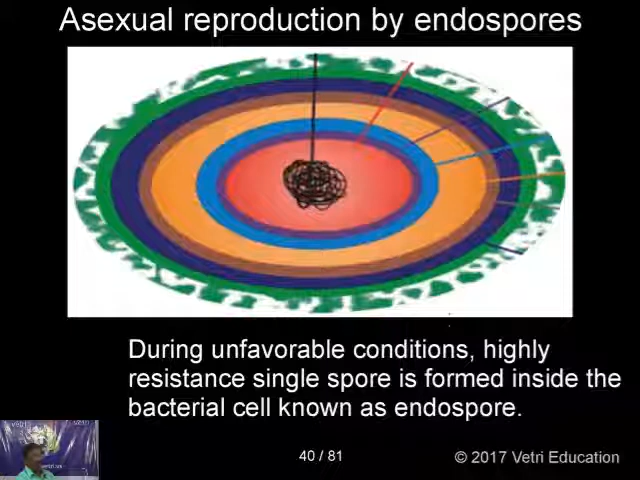 Asexual reproduction by endospores
During unfavorable conditions, highly
resistance single spore is formed inside the
bacterial cell known as endospore.
40 / 81
© 2017 Vetri Education